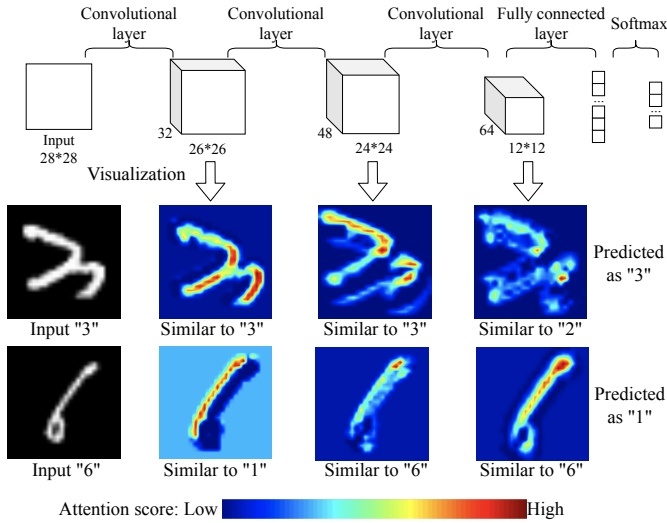 Convolutional layer
Convolutional layer
Convolutional layer
Fully connected layer
Softmax
Input
28*28
32
26*26
48
24*24
64
12*12
...
...
Visualization
Input "3"
Similar to "3"
Similar to "3"
Similar to "2"
Predicted as "3"
Input "6"
Similar to "1"
Similar to "6"
Similar to "6"
Predicted as "1"
Attention score: Low
High